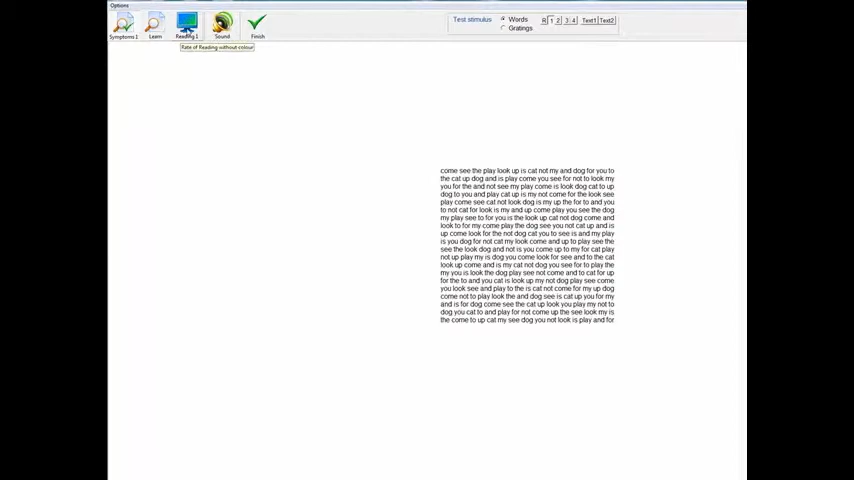 Options
Symptoms 1
Learn
Reading 1
Sound
Finish
Test stimulus
Words
Gratings
R 1 2 3 4 Text1 Text2
Rate of Reading without colour
come see the play look up is cat not my and dog for you to
the cat up dog and is play come you see for not to look my
you for the and not see my play come is look dog cat to up
dog to you and play cat up is my not come for the look see
play come see cat not look dog is my up the for to and you
to not cat for look is my and up come play you see the dog
my play see to for you is the look up cat not dog come and
look to for my come play the dog see you not cat up and is
up come look for the not dog cat you to see is and my play
is you dog for not cat my look come and up to play see the
see the look dog and not is you come up to my for cat play
not up play my is dog you come look for see and to the cat
look up come and is my cat not dog you see for to play the
my you is look the dog play see not come and to cat for up
for the to and you cat is look up my not dog play see come
you look see and play to the is cat not come for my up dog
come not to play look the and dog see is cat up you for my
and is for dog come see the cat up look you play my not to
dog you cat to and play for not come up the see look my is
the come to up cat my see dog you not look is play and for